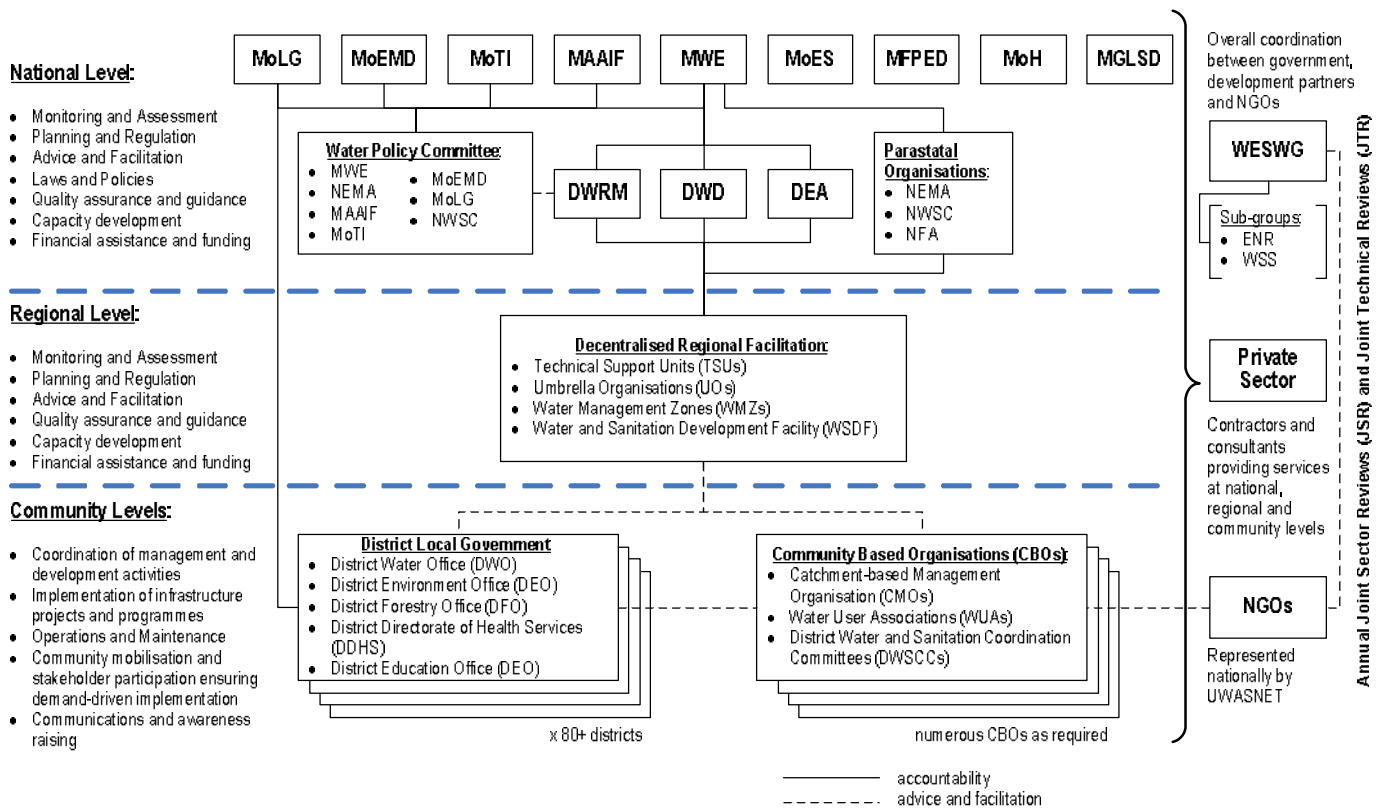 MoLG
MoEMD
MoTI
MAAIF
MWE
MoES
MFPED
MoH
MGLSD
National Level:
• Monitoring and Assessment
• Planning and Regulation
• Advice and Facilitation
• Laws and Policies
• Quality assurance and guidance
• Capacity development
• Financial assistance and funding
Water Policy Committee:
• MWE
• NEMA
• MAAIF
• MoTI
• MoEMD
• MoLG
• NWSC
DWRM
DWD
DEA
Parastatal
Organisations:
• NEMA
• NWSC
• NFA
Regional Level:
• Monitoring and Assessment
• Planning and Regulation
• Advice and Facilitation
• Quality assurance and guidance
• Capacity development
• Financial assistance and funding
Decentralised Regional Facilitation:
• Technical Support Units (TSUs)
• Umbrella Organisations (UOs)
• Water Management Zones (WMZs)
• Water and Sanitation Development Facility (WSDF)
Community Levels:
• Coordination of management and
development activities
• Implementation of infrastructure
projects and programmes
• Operations and Maintenance
• Community mobilisation and
stakeholder participation ensuring
demand-driven implementation
• Communications and awareness
raising
District Local Government
• District Water Office (DWO)
• District Environment Office (DEO)
• District Forestry Office (DFO)
• District Directorate of Health Services
(DDHS)
• District Education Office (DEO)
x 80+ districts
Community Based Organisations (CBOs):
• Catchment-based Management
Organisation (CMOs)
• Water User Associations (WUAs)
• District Water and Sanitation Coordination
Committees (DWSCCs)
numerous CBOs as required
accountability
advice and facilitation
Overall coordination
between government,
development partners
and NGOs
WESWG
Sub-groups:
• ENR
• WSS
Private
Sector
Contractors and
consultants
providing services
at national,
regional and
community levels
NGOs
Represented
nationally by
UWASNET
Annual Joint Sector Reviews (JSR) and Joint Technical Reviews (JTR)